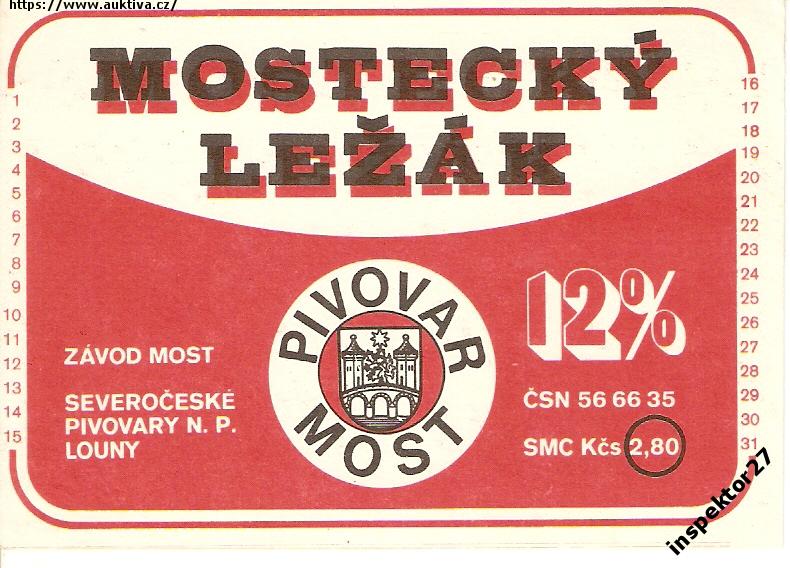 https://www.auktiva.cz/
MOSTECKÝ
LEŽÁK
1
2
3
4
5
6
7
8
9
10
11
12
13
14
15
16
17
18
19
20
21
22
23
24
25
26
27
28
29
30
31
ZÁVOD MOST
SEVEROČESKÉ
PIVOVARY N. P.
LOUNY
PIVOVAR
MOST
12%
ČSN 56 66 35
SMC Kčs 2,80
inspektor27